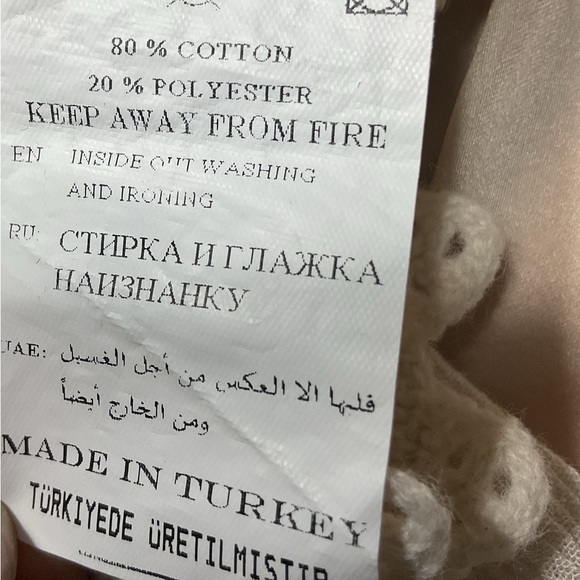 80 % COTTON
20 % POLYESTER
KEEP AWAY FROM FIRE
EN INSIDE OUT WASHING
AND IRONING
RU: СТИРКА И ГЛАЖКА
НАИЗНАНКУ
UAE: قلبها الا العكس من أجل الغسيل
ومن الخارج أيضاً
MADE IN TURKEY
TÜRKIYEDE ÜRETILMISTIR